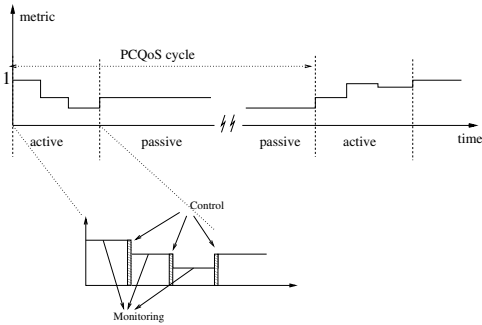 metric
PCQoS cycle
1
active
passive
passive
active
time
Control
Monitoring